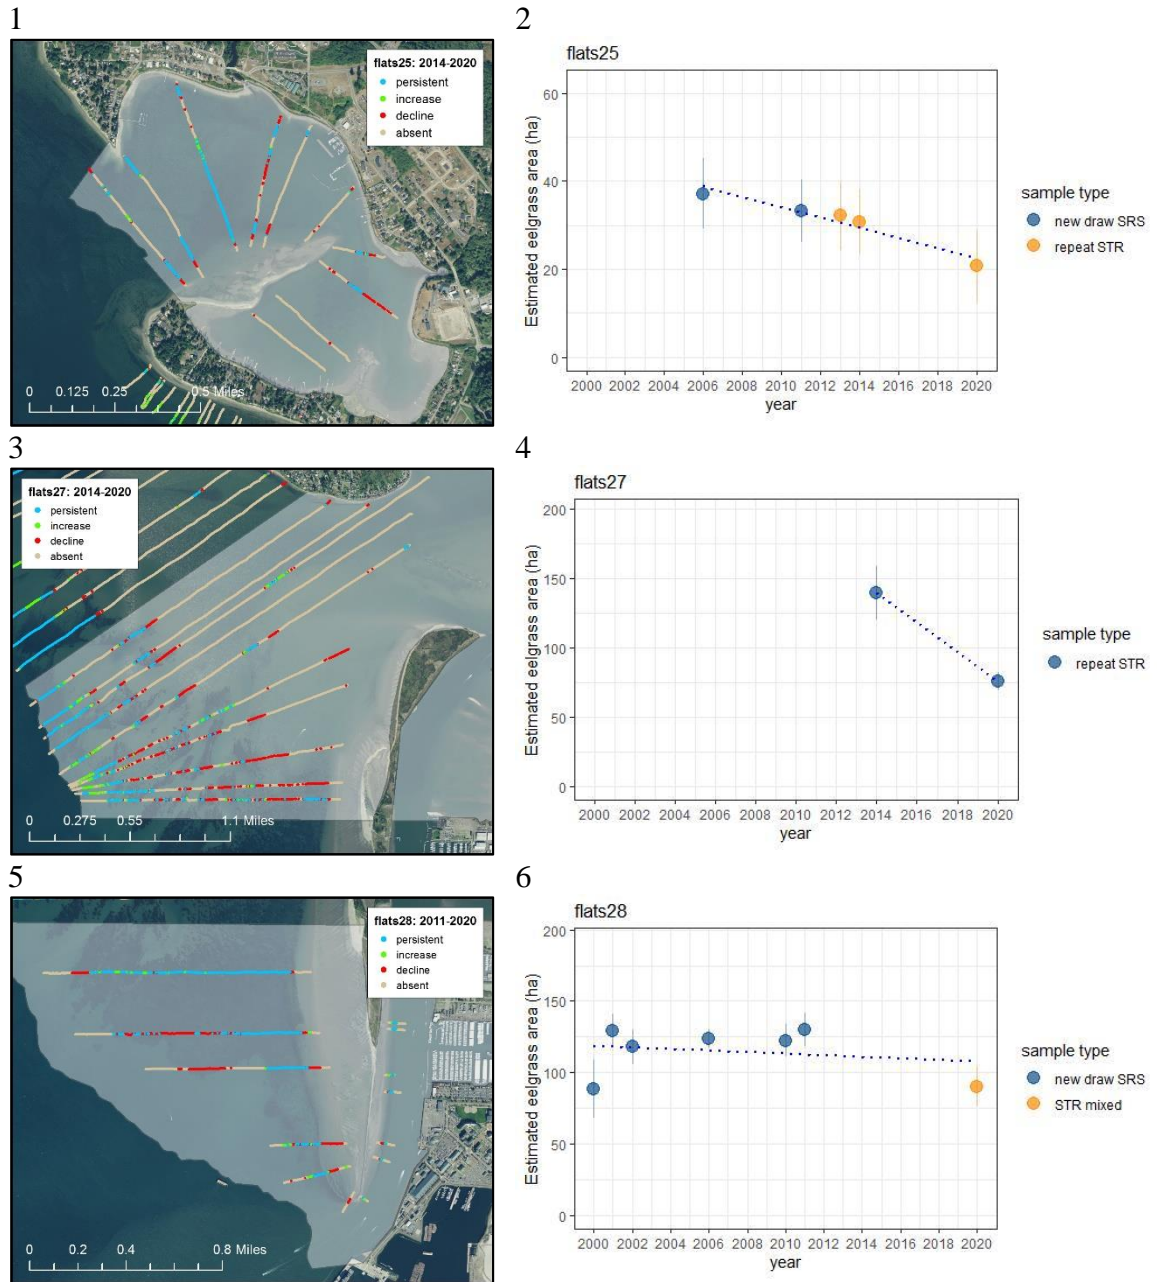 1
2
flats25: 2014-2020
persistent
increase
decline
absent
0 0.125 0.25 0.5 Miles
flats25
Estimated eelgrass area (ha)
60
40
20
0
2000 2002 2004 2006 2008 2010 2012 2014 2016 2018 2020
year
sample type
new draw SRS
repeat STR
3
4
flats27: 2014-2020
persistent
increase
decline
absent
0 0.275 0.55 1.1 Miles
flats27
Estimated eelgrass area (ha)
200
150
100
50
0
2000 2002 2004 2006 2008 2010 2012 2014 2016 2018 2020
year
sample type
repeat STR
5
6
flats28: 2011-2020
persistent
increase
decline
absent
0 0.2 0.4 0.8 Miles
flats28
Estimated eelgrass area (ha)
200
150
100
50
0
2000 2002 2004 2006 2008 2010 2012 2014 2016 2018 2020
year
sample type
new draw SRS
STR mixed